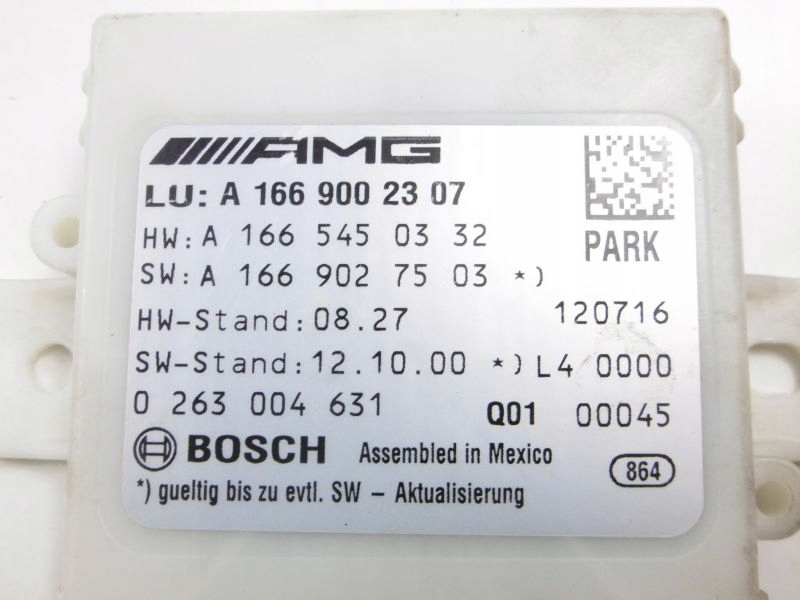 AMG
LU: A 166 900 23 07
HW: A 166 545 03 32
PARK
SW: A 166 902 75 03 *)
HW-Stand: 08.27 120716
SW-Stand: 12.10.00 *) L4 0000
0 263 004 631 Q01 00045
BOSCH Assembled in Mexico 864
*) gueltig bis zu evtl. SW - Aktualisierung